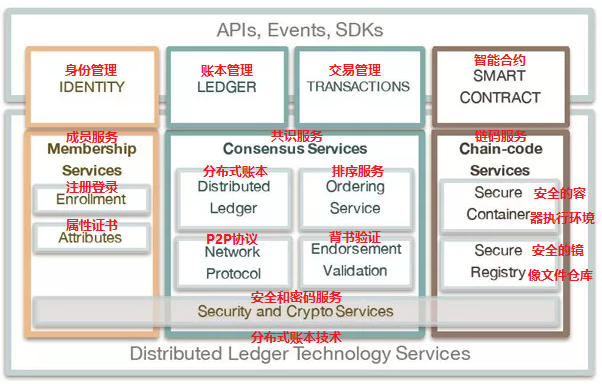 APIs, Events, SDKs
身份管理
IDENTITY
账本管理
LEDGER
交易管理
TRANSACTIONS
智能合约
SMART
CONTRACT
成员服务
Membership
Services
注册登录
Enrollment
属性证书
Attributes
共识服务
Consensus Services
分布式账本
Distributed
Ledger
排序服务
Ordering
Service
P2P协议
Network
Protocol
背书验证
Endorsement
Validation
链码服务
Chain-code
Services
Secure
Container
安全的容
器执行环境
Secure
Registry
安全的镜
像文件仓库
安全和密码服务
Security and Crypto Services
分布式账本技术
Distributed Ledger Technology Services